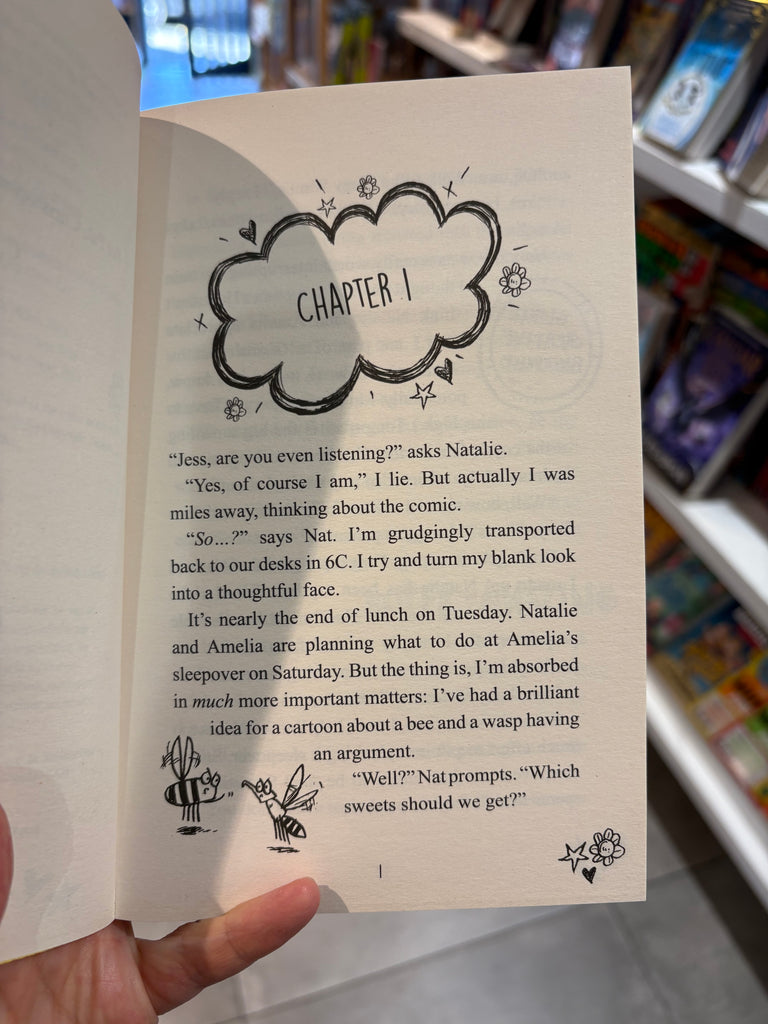 CHAPTER 1
“Jess, are you even listening?” asks Natalie.
“Yes, of course I am,” I lie. But actually I was
miles away, thinking about the comic.
“So...?” says Nat. I’m grudgingly transported
back to our desks in 6C. I try and turn my blank look
into a thoughtful face.
It’s nearly the end of lunch on Tuesday. Natalie
and Amelia are planning what to do at Amelia’s
sleepover on Saturday. But the thing is, I’m absorbed
in much more important matters: I’ve had a brilliant
idea for a cartoon about a bee and a wasp having
an argument.
“Well?” Nat prompts. “Which
sweets should we get?”
1